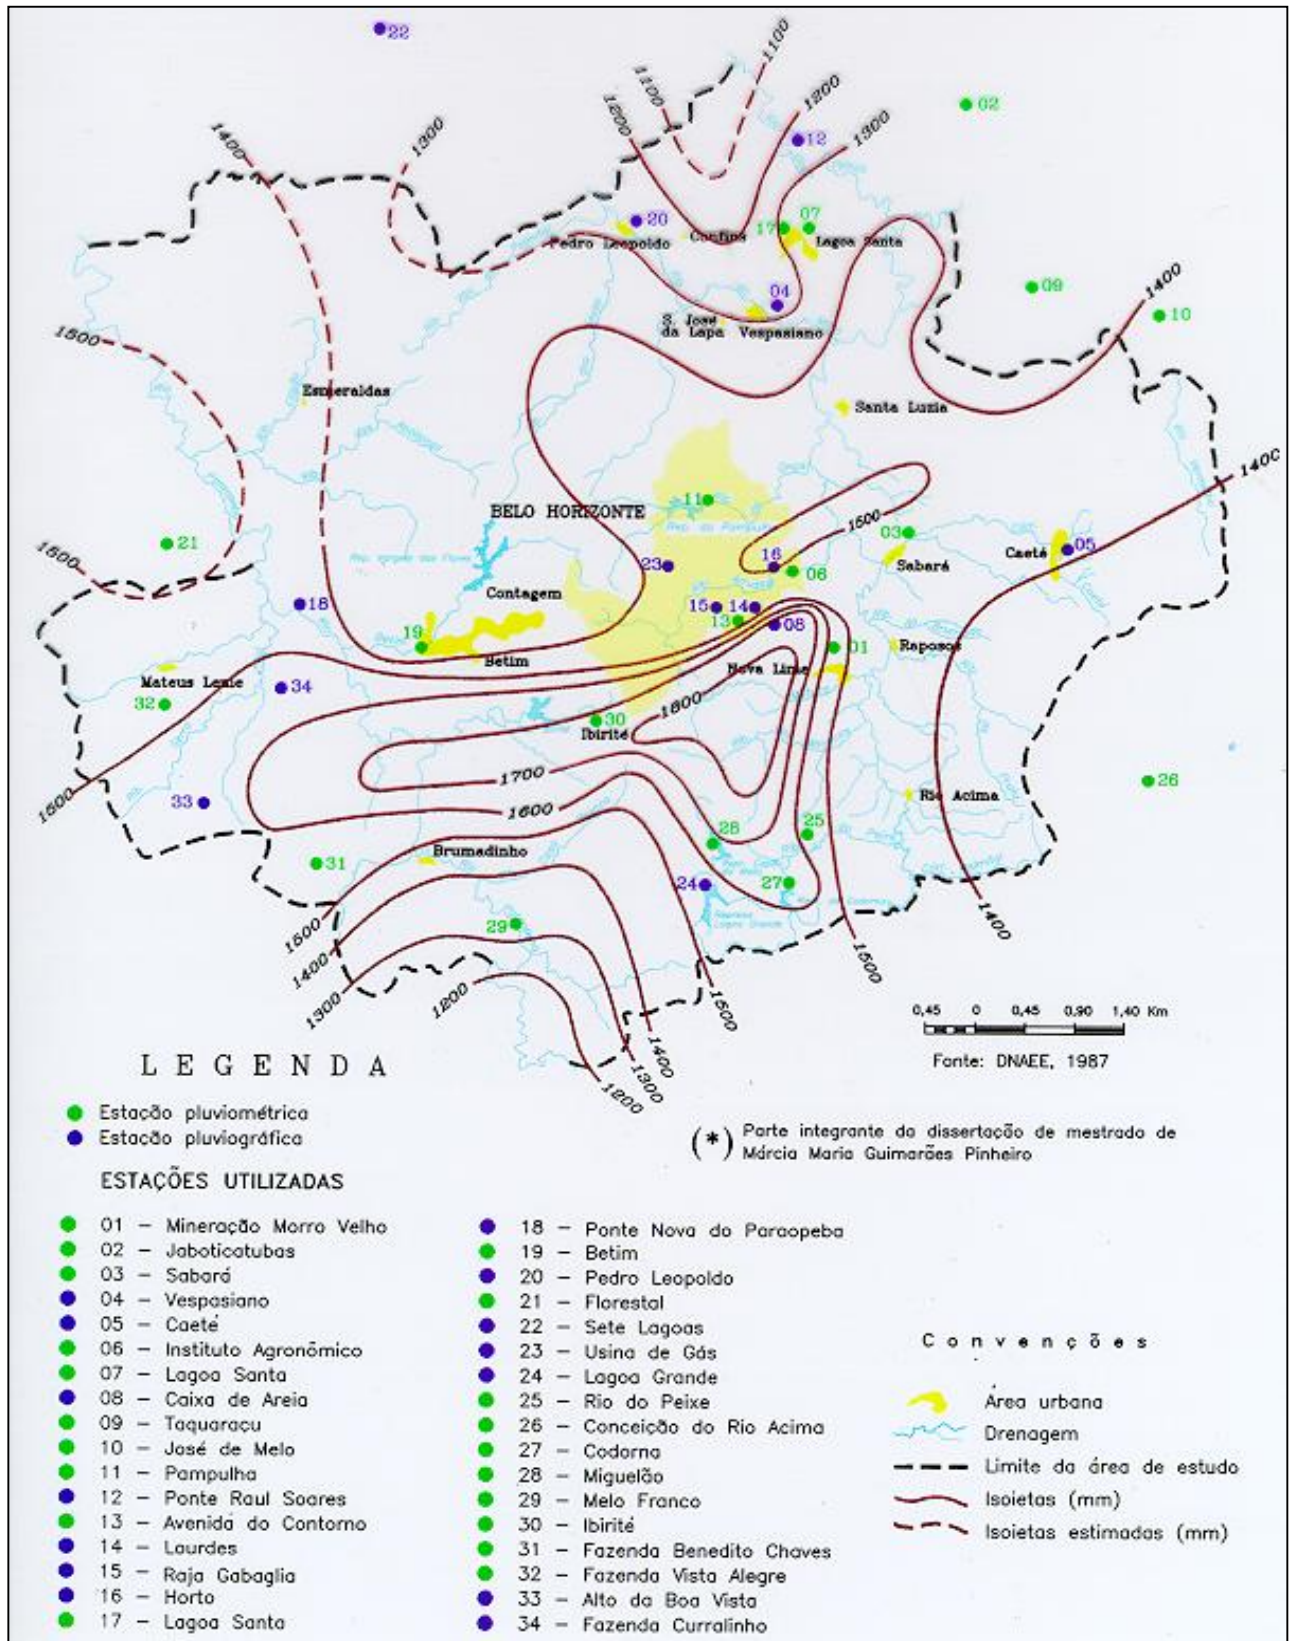 22
1100
1100
1200
1200
1300
02
12
1400
1300
20
17
07
Pedro Leopoldo
Confins
Lagoa Santa
04
09
1400
10
S. José
da Lapa
Vespasiano
1500
Esmeraldas
Santa Luzia
1400
11
BELO HORIZONTE
1500
03
21
1500
23
16
06
Sabará
Caeté
05
Contagem
18
15
14
13
08
19
01
Raposos
Betim
Nova Lima
Mateus Leme
34
32
1800
30
Ibirité
1700
26
33
1600
Rio Acima
28
25
Brumadinho
31
24
27
29
1500
1400
1300
1200
1500
1400
1300
1200
1500
1400
0,45 0 0,45 0,90 1,40 Km
Fonte: DNAEE, 1987
LEGENDA
Estação pluviométrica
Estação pluviográfica
(*) Parte integrante da dissertação de mestrado de
Márcia Maria Guimarães Pinheiro
ESTAÇÕES UTILIZADAS
01 – Mineração Morro Velho
02 – Jaboticatubas
03 – Sabará
04 – Vespasiano
05 – Caeté
06 – Instituto Agronômico
07 – Lagoa Santa
08 – Caixa de Areia
09 – Taquaraçu
10 – José de Melo
11 – Pampulha
12 – Ponte Raul Soares
13 – Avenida do Contorno
14 – Lourdes
15 – Raja Gabaglia
16 – Horto
17 – Lagoa Santa
18 – Ponte Nova do Paraopeba
19 – Betim
20 – Pedro Leopoldo
21 – Florestal
22 – Sete Lagoas
23 – Usina de Gás
24 – Lagoa Grande
25 – Rio do Peixe
26 – Conceição do Rio Acima
27 – Codorna
28 – Miguelão
29 – Melo Franco
30 – Ibirité
31 – Fazenda Benedito Chaves
32 – Fazenda Vista Alegre
33 – Alto da Boa Vista
34 – Fazenda Curralinho
Convenções
Área urbana
Drenagem
Limite da área de estudo
Isoietas (mm)
Isoietas estimadas (mm)